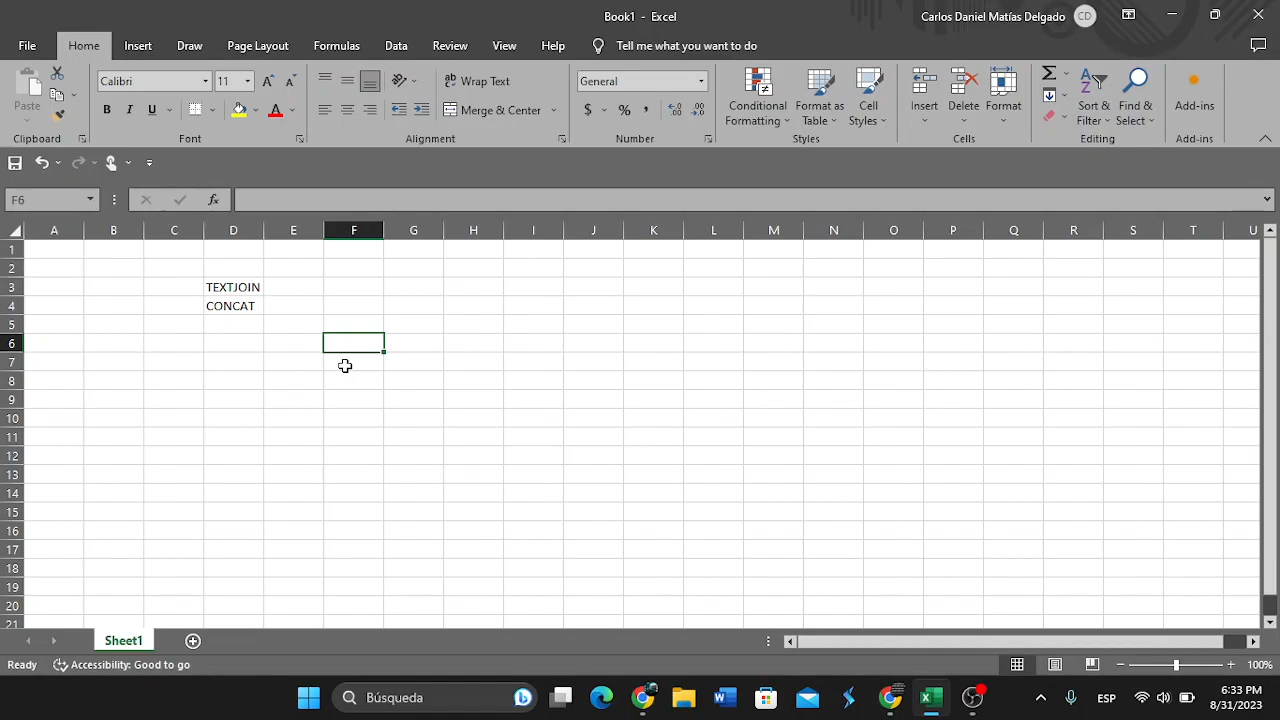 Book1 - Excel
Carlos Daniel Matías Delgado CD
File Home Insert Draw Page Layout Formulas Data Review View Help Tell me what you want to do
Paste
Calibri 11 A A
B I U A
ab Wrap Text
Merge & Center
General
$ % ,
Conditional Formatting
Format as Table
Cell Styles
Insert Delete Format
Sort & Filter
Find & Select
Add-ins
Clipboard Font Alignment Number Styles Cells Editing Add-ins
F6 fx
A B C D E F G H I J K L M N O P Q R S T U
1
2
3 TEXTJOIN
4 CONCAT
5
6
7
8
9
10
11
12
13
14
15
16
17
18
19
20
21
Sheet1
Ready Accessibility: Good to go 100%
Búsqueda ESP 6:33 PM
8/31/2023